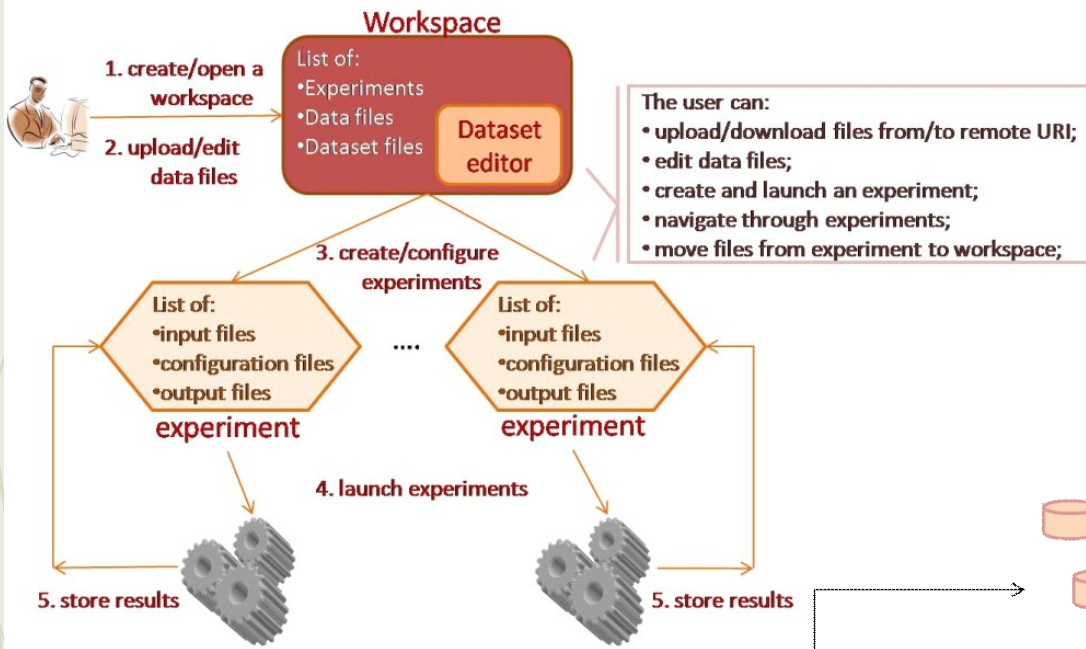 Workspace
1. create/open a
workspace
2. upload/edit
data files
List of:
•Experiments
•Data files
•Dataset files
Dataset
editor
The user can:
• upload/download files from/to remote URI;
• edit data files;
• create and launch an experiment;
• navigate through experiments;
• move files from experiment to workspace;
3. create/configure
experiments
List of:
•input files
•configuration files
•output files
experiment
....
List of:
•input files
•configuration files
•output files
experiment
4. launch experiments
5. store results
5. store results